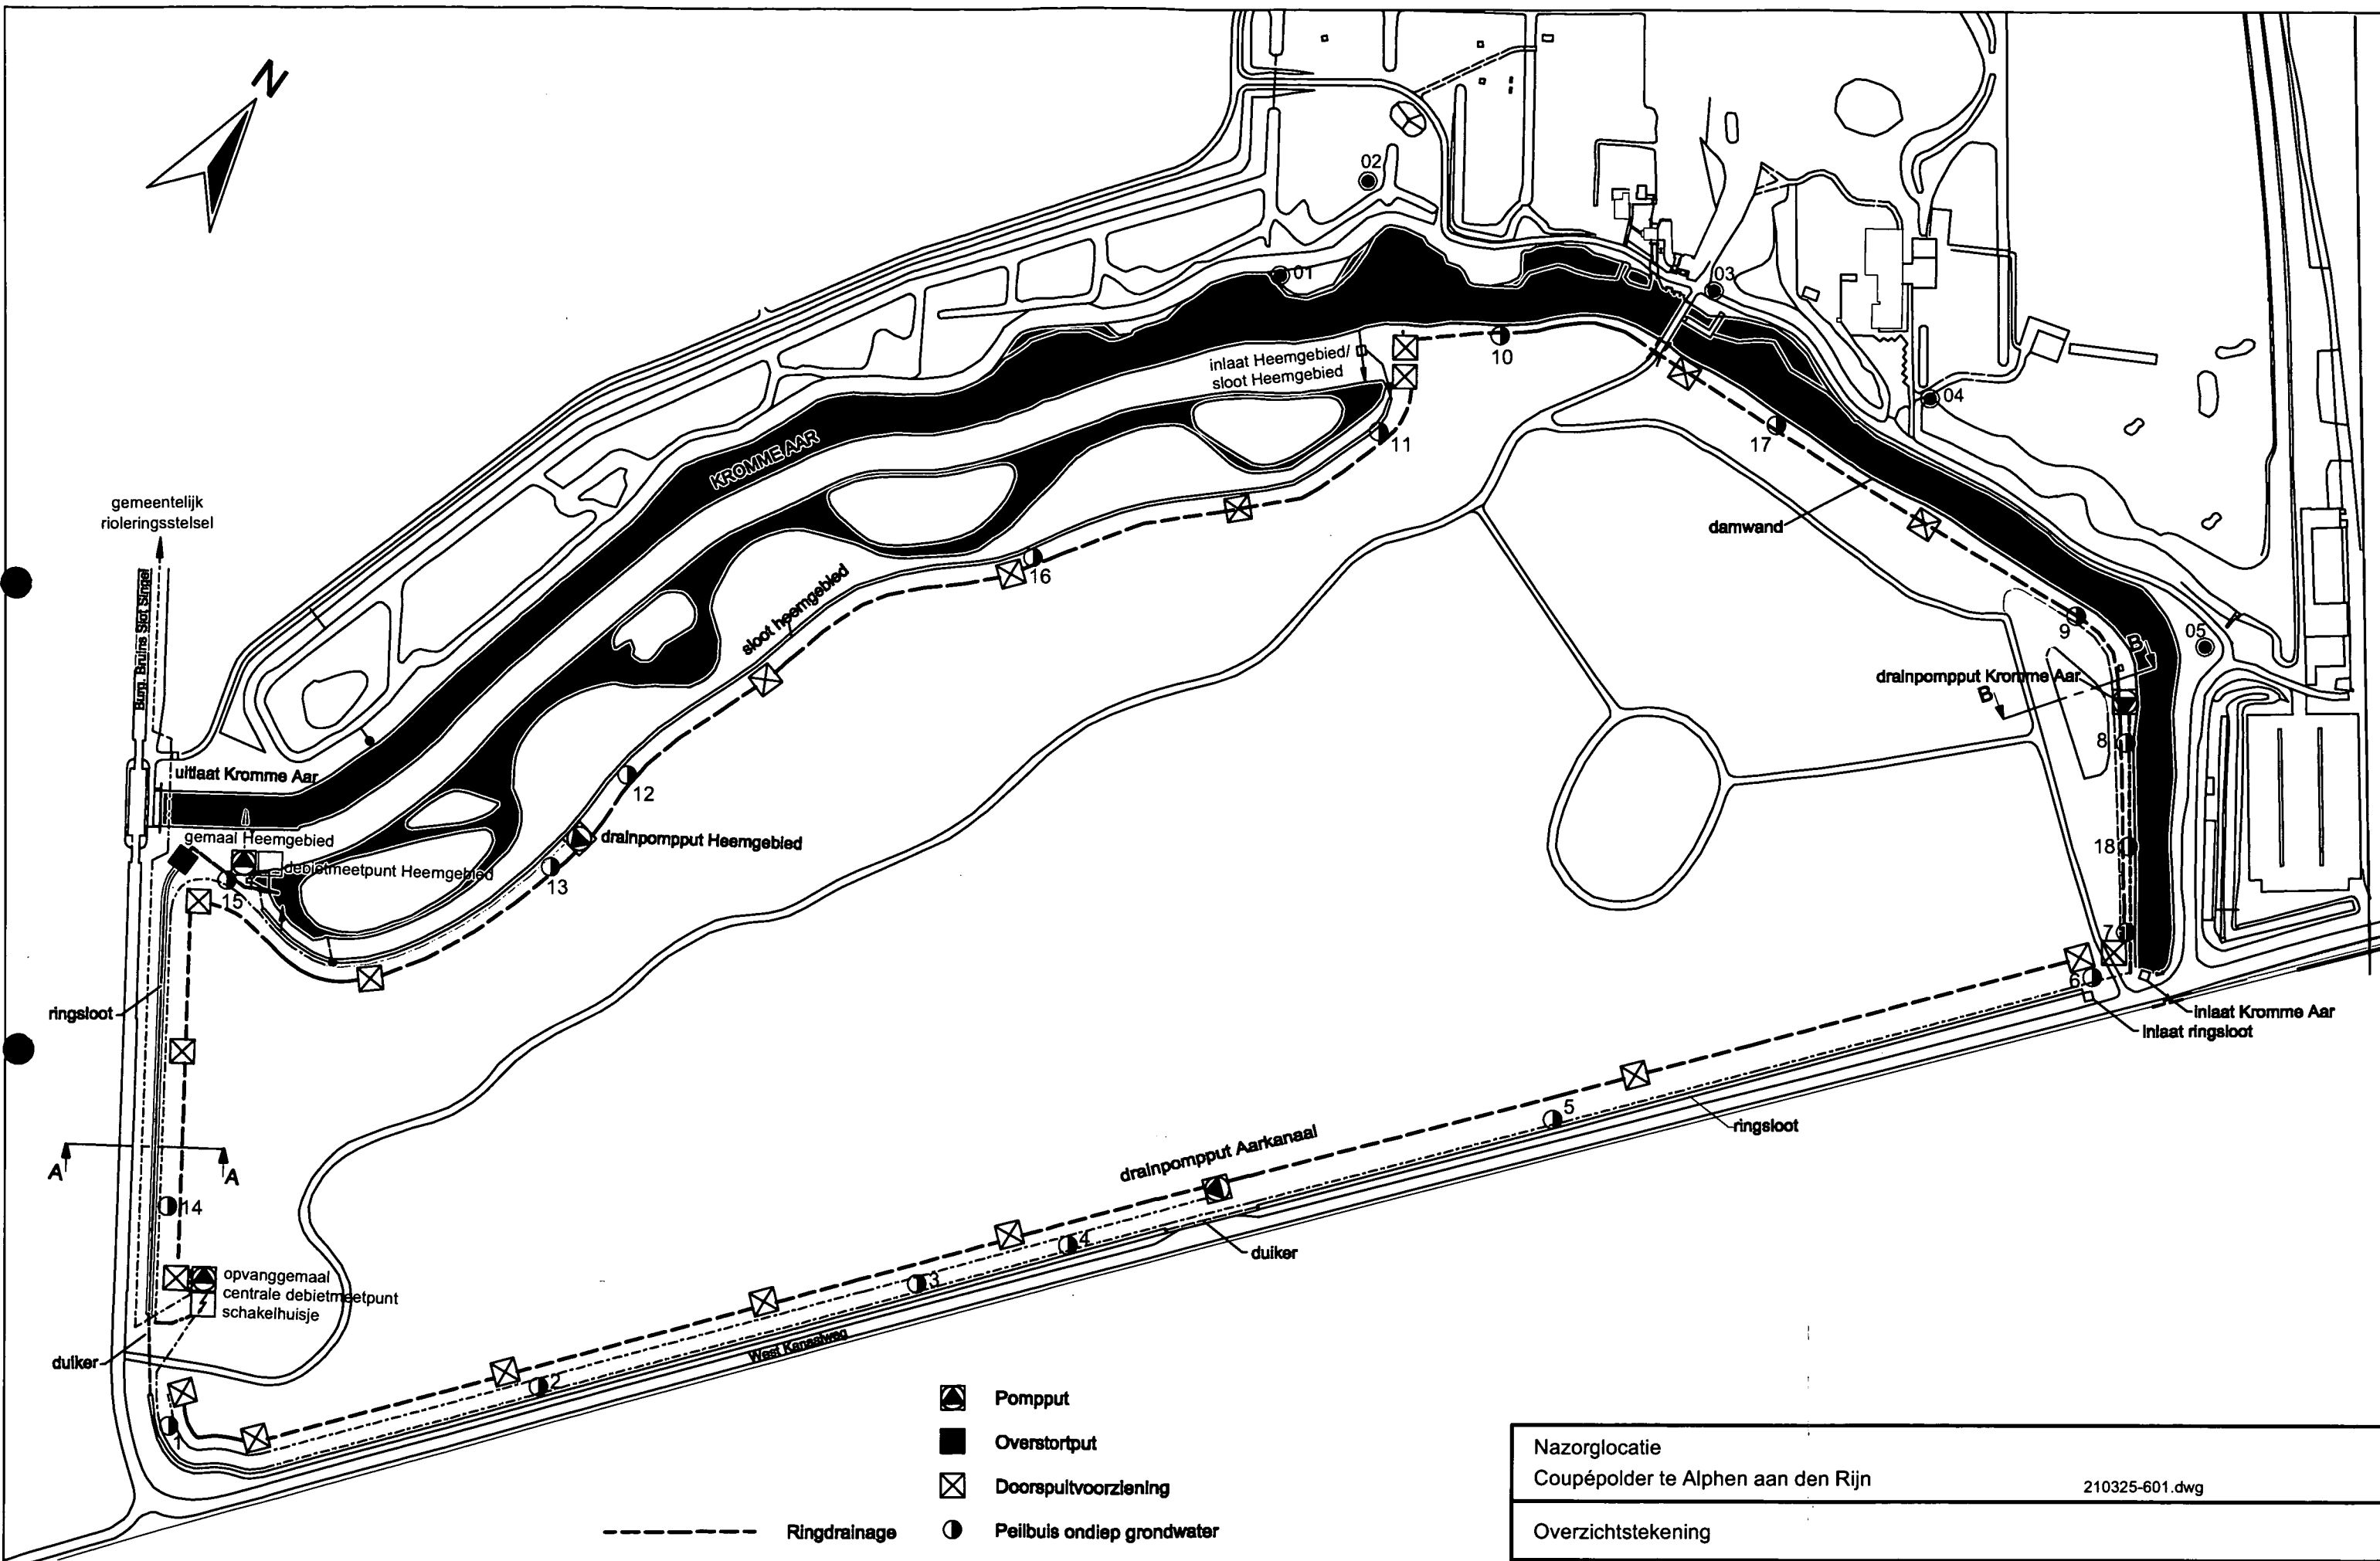 N
02
01
03
04
05
inlaat Heemgebied/
sloot Heemgebied
10
11
17
KROMME AAR
damwand
gemeentelijk
rioleringsstelsel
Burg. Bruins Slot Singel
16
sloot heemgebied
9
B
drainpompput Kromme Aar
B
8
uitlaat Kromme Aar
12
gemaal Heemgebied
drainpompput Heemgebied
debietmeetpunt Heemgebied
13
15
18
7
6
ringsloot
inlaat Kromme Aar
inlaat ringsloot
5
ringsloot
drainpompput Aarkanaal
A
A
14
4
duiker
3
opvanggemaal
centrale debietmeetpunt
schakelhuisje
duiker
West Kanaalweg
2
1
Pompput
Overstortput
Doorspuitvoorziening
Ringdrainage
Peilbuis ondiep grondwater
Nazorglocatie
Coupépolder te Alphen aan den Rijn
210325-601.dwg
Overzichtstekening